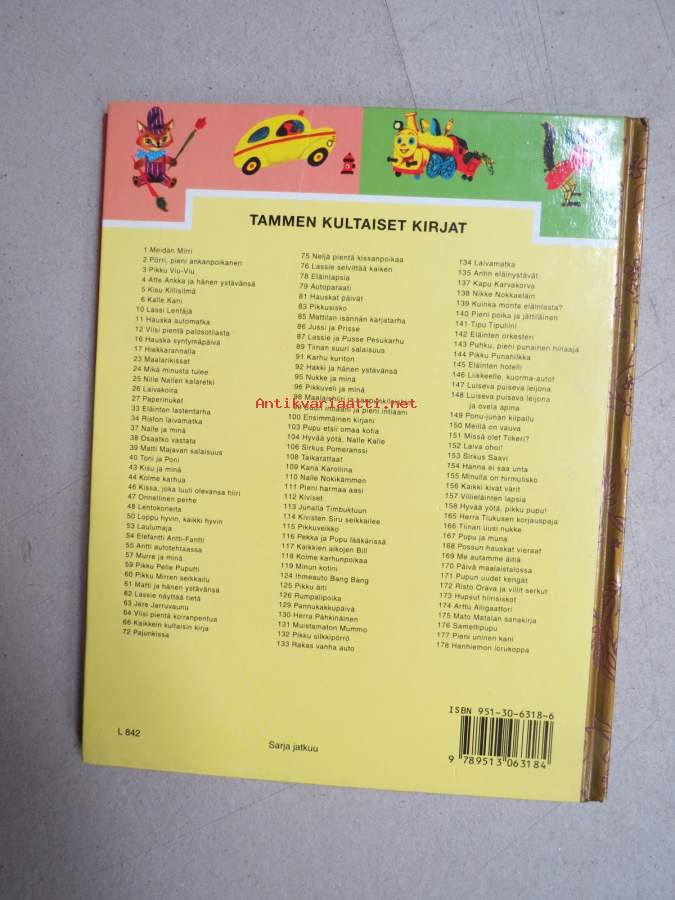 TAMMEN KULTAISET KIRJAT
1 Meidän Mirri
2 Pörri, pieni ankanpoikanen
3 Pikku Viu-Viu
4 Atte Ankka ja hänen ystävänsä
5 Kisu Killisilmä
6 Kalle Kani
10 Lassi Lentäjä
11 Hauska automatka
12 Viisi pientä palosotilasta
16 Hauska syntymäpäivä
17 Hiekkarannalla
23 Maalarikissat
24 Mikä minusta tulee
25 Nille Nallen kalaretki
26 Laivakoira
27 Paperinuket
33 Eläinten lastentarha
34 Riston laivamatka
37 Nalle ja minä
38 Osaatko vastata
39 Matti Majavan salaisuus
40 Toni ja Poni
43 Kisu ja minä
44 Kolme karhua
46 Kissa, joka luuli olevansa hiiri
47 Onnellinen perhe
48 Lentokoneita
50 Loppu hyvin, kaikki hyvin
53 Laulumaja
54 Elefantti Antti-Fantti
55 Antti autotehtaassa
57 Murre ja minä
59 Pikku Pelle Puputti
60 Pikku Mirren seikkailu
61 Matti ja hänen ystävänsä
62 Lassie näyttää tietä
63 Jere Jarruvaunu
64 Viisi pientä koiranpentua
66 Kaikkein kultaisin kirja
72 Pajunkissa
75 Neljä pientä kissanpoikaa
76 Lassie selvittää kaiken
78 Eläinlapsia
79 Autoparaati
81 Hauskat päivät
83 Pikkusisko
85 Mattilan isännän karjatarha
86 Jussi ja Prisse
87 Lassie ja Pusse Pesukarhu
89 Tiinan suuri salaisuus
91 Karhu kuriton
92 Hakki ja hänen ystävänsä
95 Nukke ja minä
96 Pikkuveli ja minä
98 Maalaishiiri ja kaupunkilaishiiri
99 Suuri intiaani ja pieni intiaani
100 Ensimmäinen kirjani
103 Pupu etsii omaa kotia
104 Hyvää yötä, Nalle Kalle
106 Sirkus Pomeranssi
108 Taikarattaat
109 Kana Karoliina
110 Nalle Nokikämmen
111 Pieni harmaa aasi
112 Kiviset
113 Junalla Timbuktuun
114 Kivisten Siru seikkailee
115 Pikkuveikko
116 Pekka ja Pupu lääkärissä
117 Kaikkien aikojen Bill
118 Kolme karhunpoikaa
119 Minun kotini
124 Ihmeauto Bang Bang
125 Pikku äiti
126 Rumpalipoika
129 Pannukakkupäivä
130 Herra Pähkinäinen
131 Muistamaton Mummo
132 Pikku silkkipörrö
133 Rakas vanha auto
134 Laivamatka
135 Antin eläinystävät
137 Kapu Karvakorva
138 Nikke Nokkaeläin
139 Kuinka monta eläinlasta?
140 Pieni poika ja jättiläinen
141 Tipu Tipuliini
142 Eläinten orkesteri
143 Puhku, pieni punainen hinaaja
144 Pikku Punahilkka
145 Eläinten hotelli
146 Liikkeelle, kuorma-autot
147 Luiseva puiseva leijona
148 Luiseva puiseva leijona
ja ovela apina
149 Ponu-junan kilpailu
150 Meillä on vauva
151 Missä olet Tiikeri?
152 Laiva ohoi!
153 Sirkus Saavi
154 Hanna ei saa unta
155 Minulla on hirmulisko
156 Kaikki kivat värit
157 Villieläinten lapsia
158 Hyvää yötä, pikku pupu!
165 Herra Tiukusen korjauspaja
166 Tiinan uusi nukke
167 Pupu ja muna
168 Possun hauskat vieraat
169 Me autamme äitiä
170 Päivä maalaistalossa
171 Pupun uudet kengät
172 Risto Orava ja villit serkut
173 Hupsut hiirisiskot
174 Arttu Alligaattori
175 Mato Matalan sanakirja
176 Samettipupu
177 Pieni uninen kani
178 Hanhiemon lorukoppa
Antikvariaatti.net
L 842
Sarja jatkuu
ISBN 951-30-6318-6
9 789513 063184